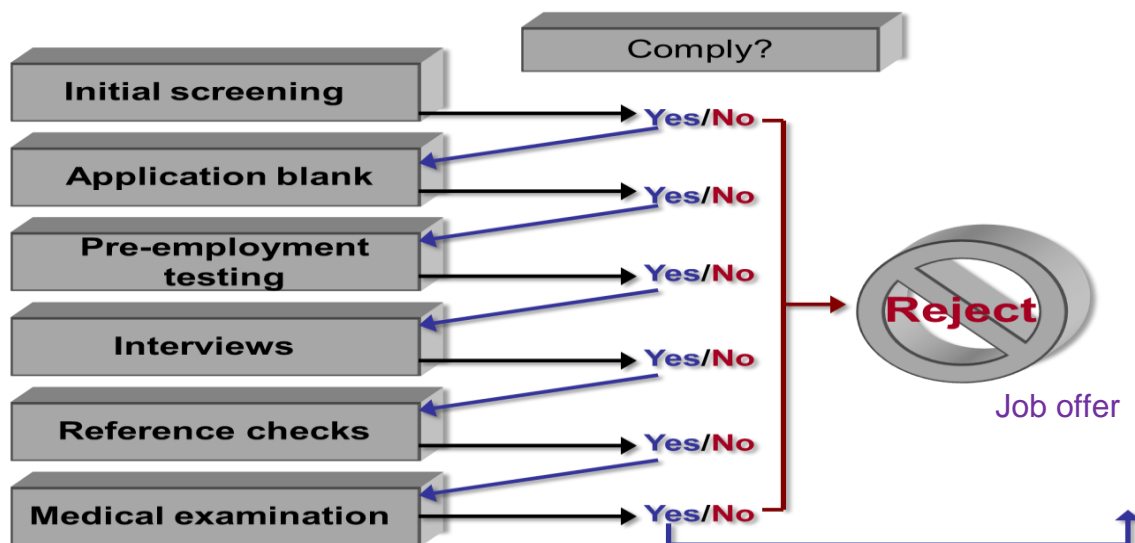 Comply?
Initial screening
Yes/No
Application blank
Yes/No
Pre-employment
testing
Yes/No
Reject
Interviews
Yes/No
Job offer
Reference checks
Yes/No
Medical examination
Yes/No